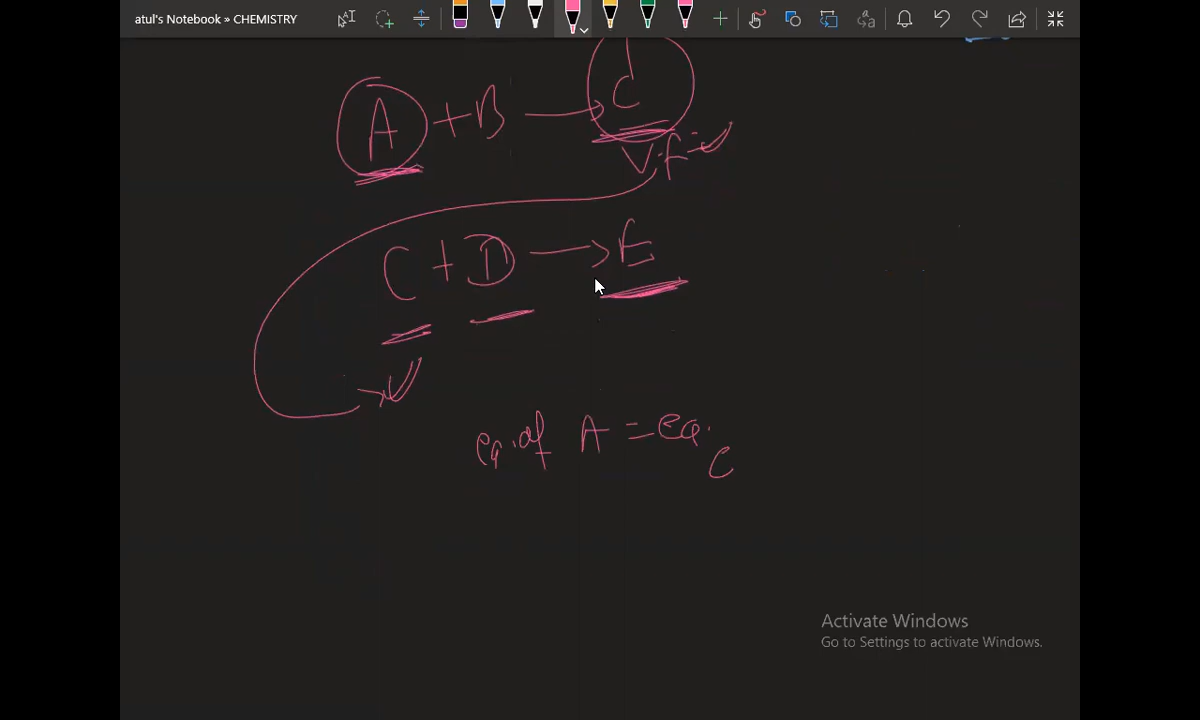 atul's Notebook » CHEMISTRY
A + B → C
V.f
C + D → E
eq. of A = eq. C
Activate Windows
Go to Settings to activate Windows.